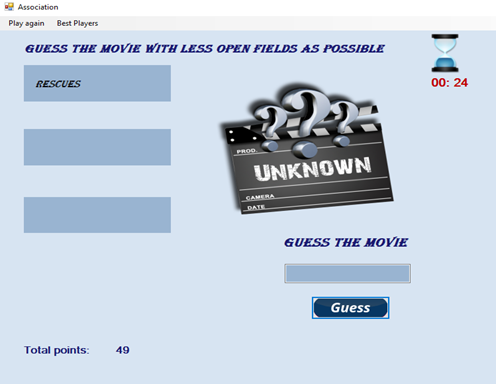 Association
Play again Best Players
GUESS THE MOVIE WITH LESS OPEN FIELDS AS POSSIBLE
RESCUES
00: 24
PROD.
UNKNOWN
CAMERA
DATE
GUESS THE MOVIE
Guess
Total points: 49